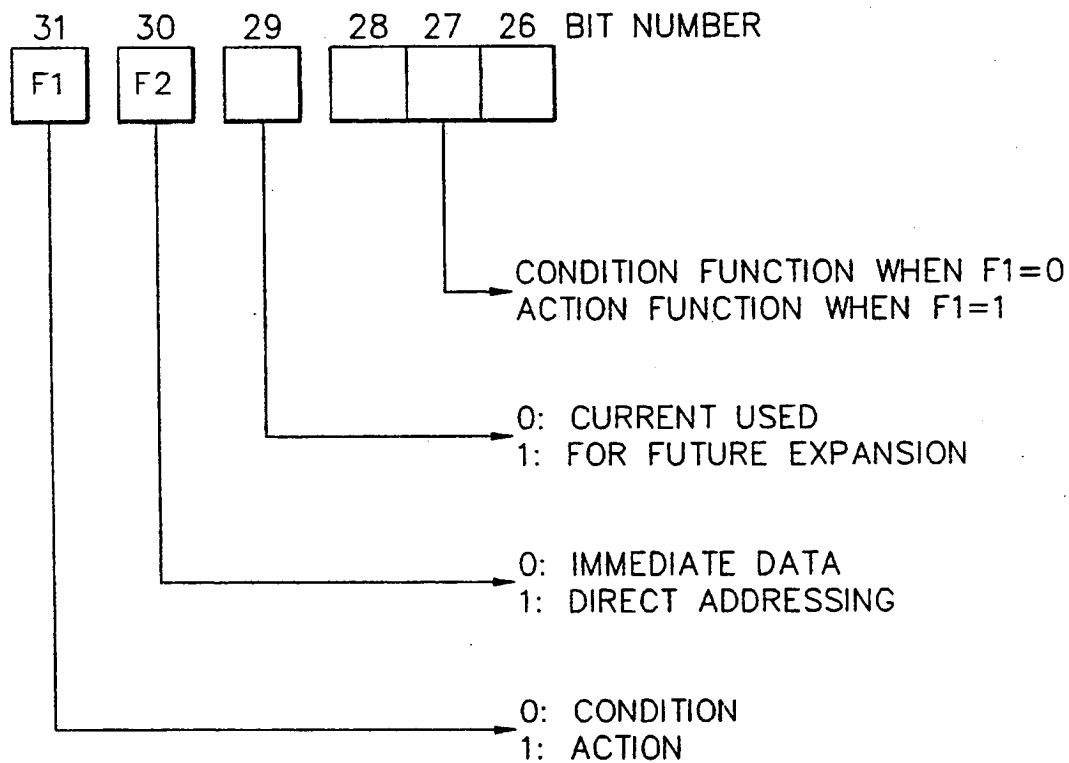 31 30 29 28 27 26 BIT NUMBER
F1 F2
CONDITION FUNCTION WHEN F1=0
ACTION FUNCTION WHEN F1=1
0: CURRENT USED
1: FOR FUTURE EXPANSION
0: IMMEDIATE DATA
1: DIRECT ADDRESSING
0: CONDITION
1: ACTION